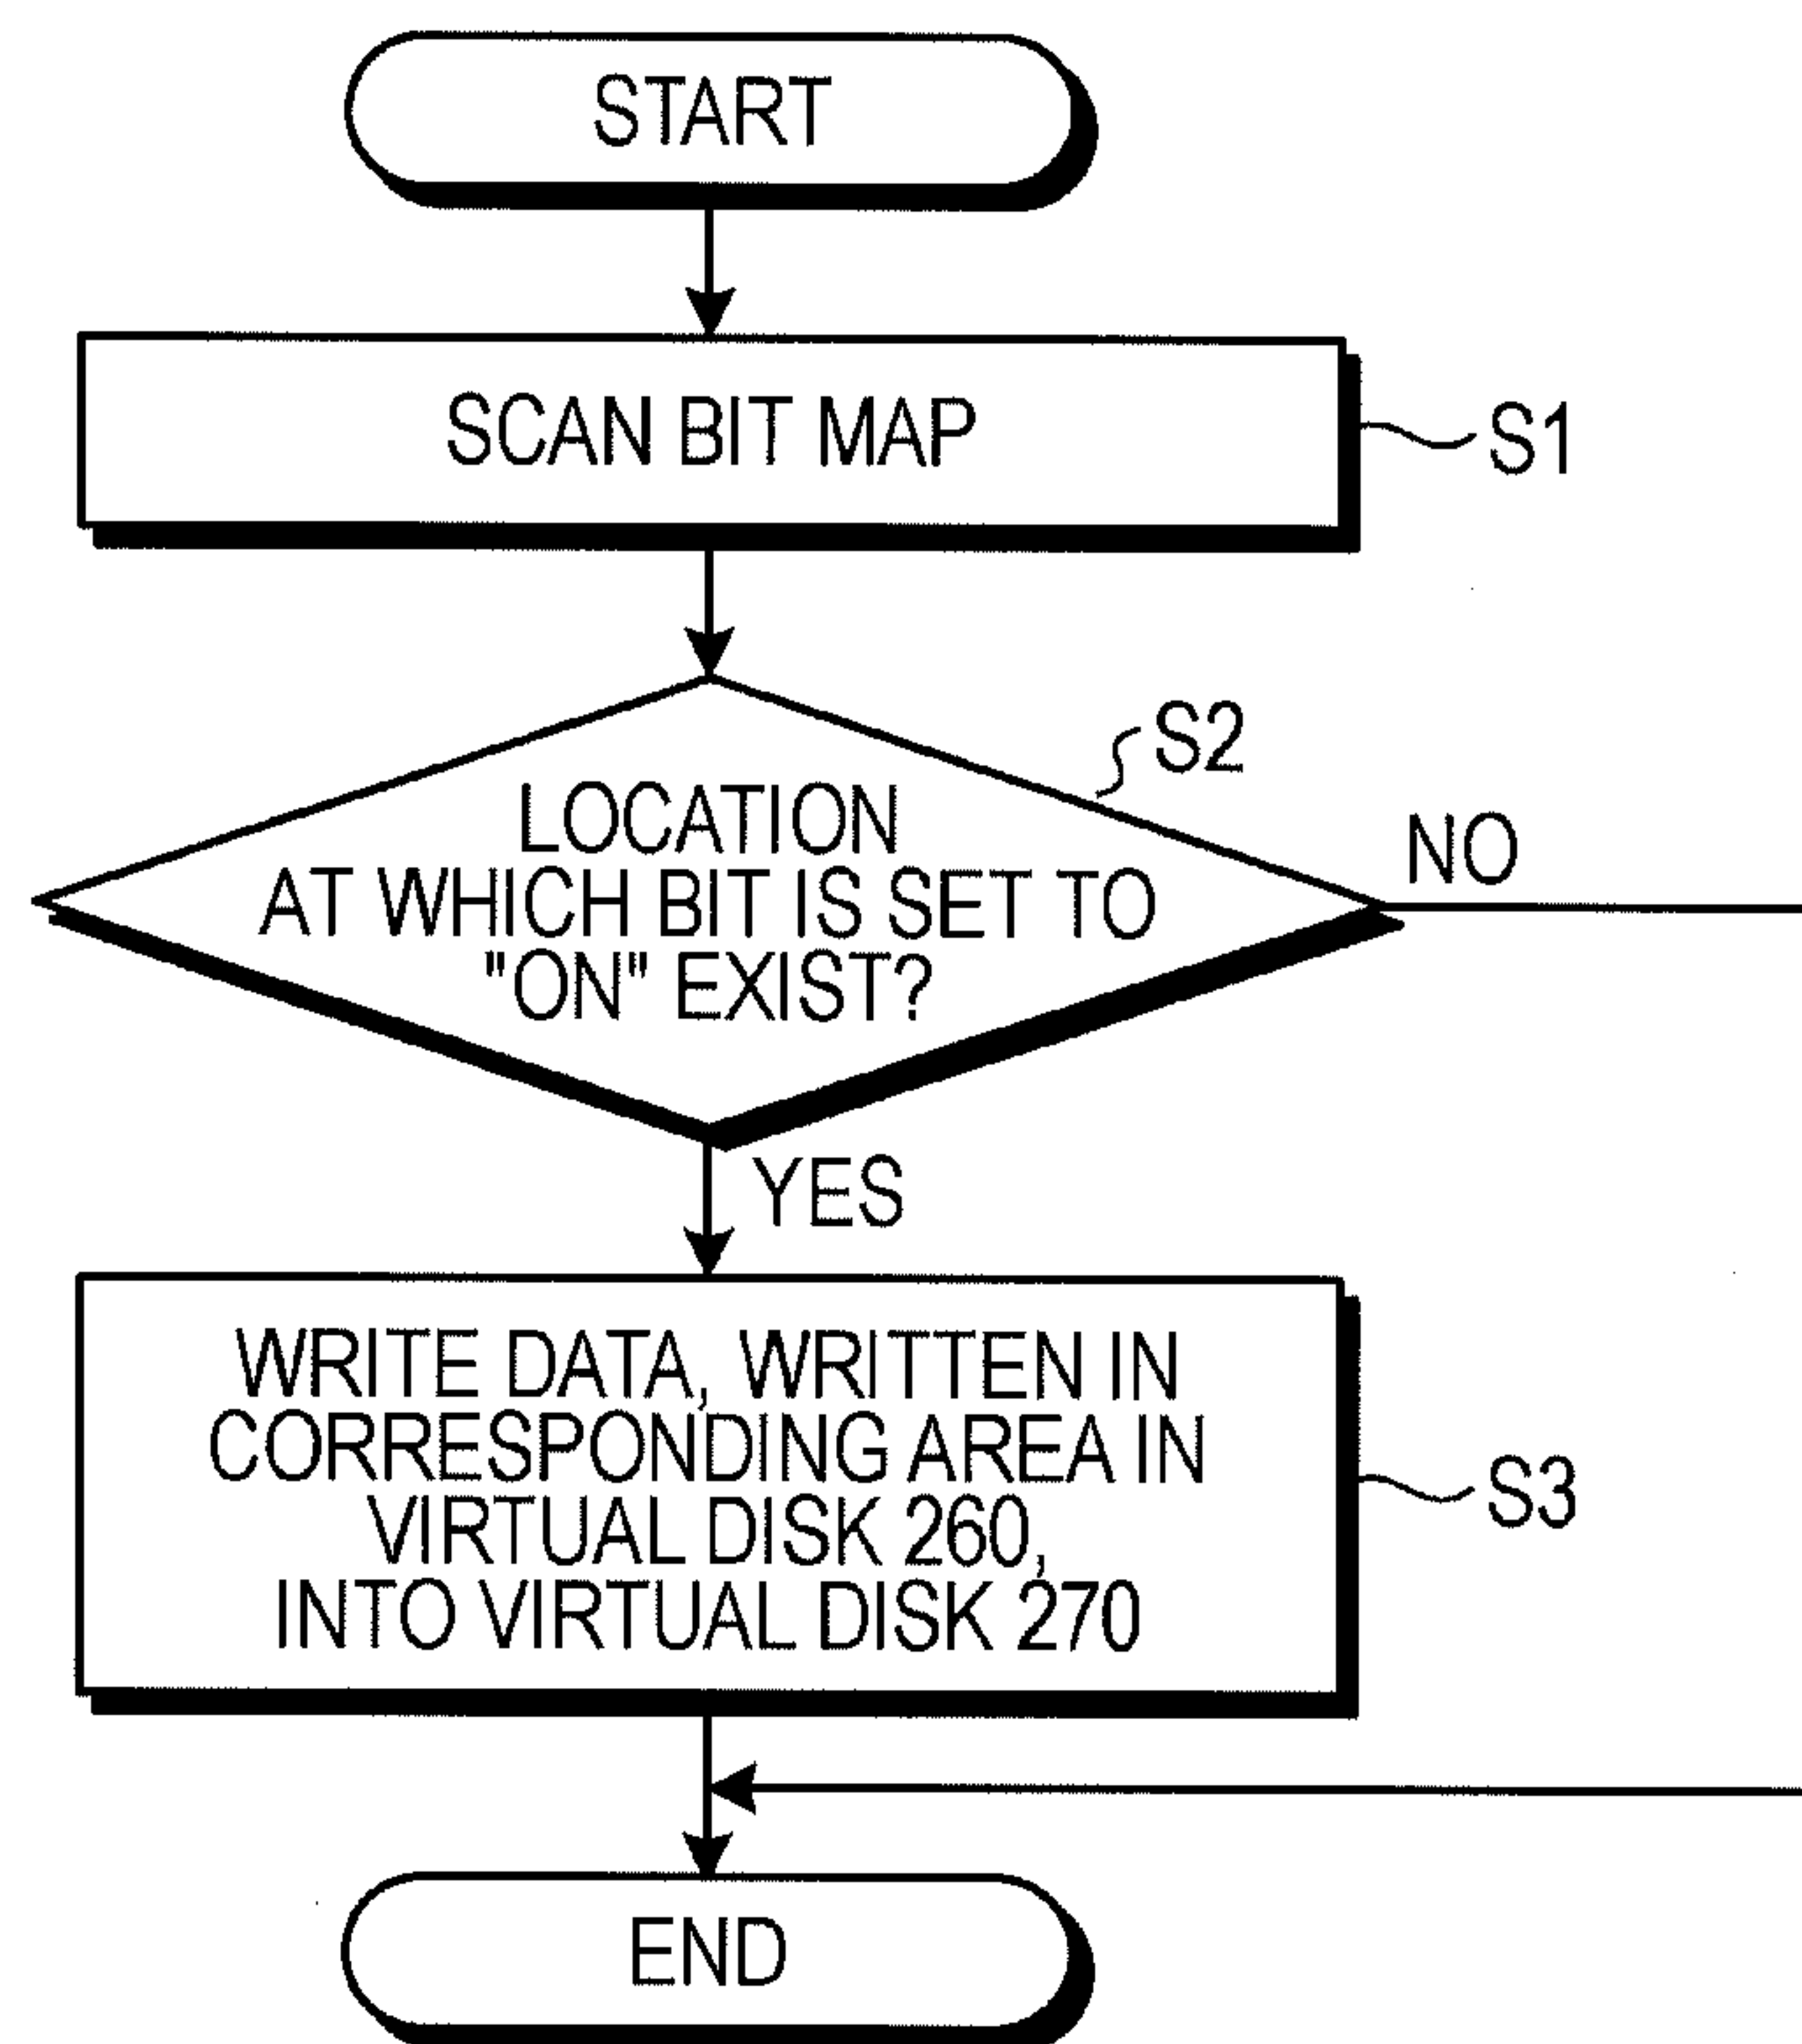 START
SCAN BIT MAP
S1
S2
LOCATION
AT WHICH BIT IS SET TO
"ON" EXIST?
NO
YES
WRITE DATA, WRITTEN IN
CORRESPONDING AREA IN
VIRTUAL DISK 260,
INTO VIRTUAL DISK 270
S3
END